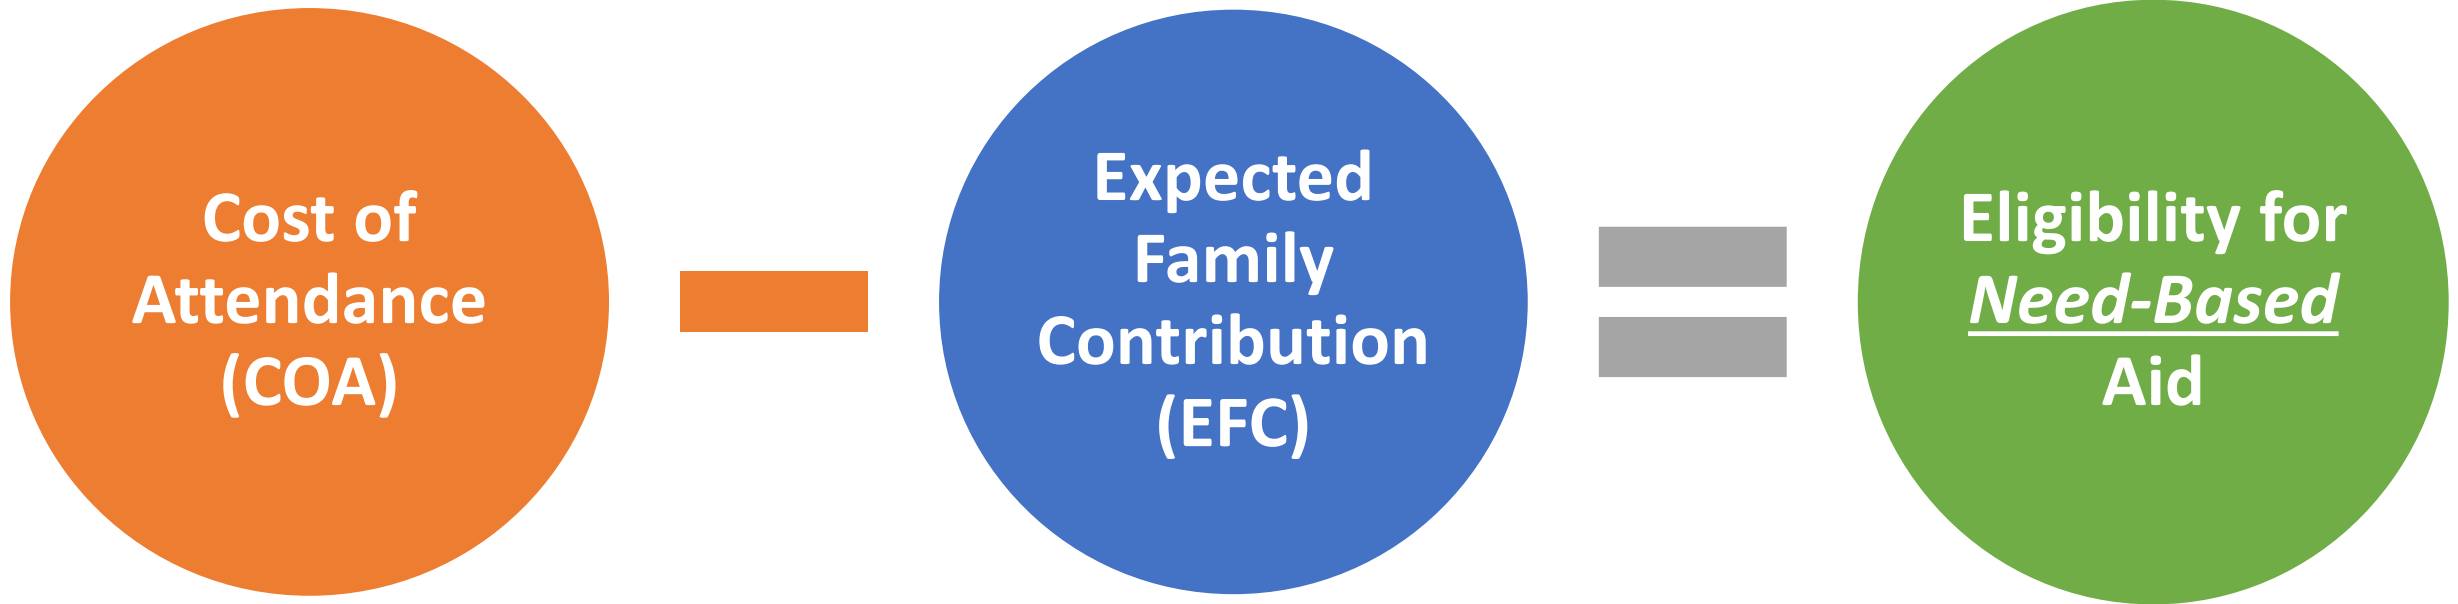 Cost of
Attendance
(COA)
Expected
Family
Contribution
(EFC)
Eligibility for
Need-Based
Aid